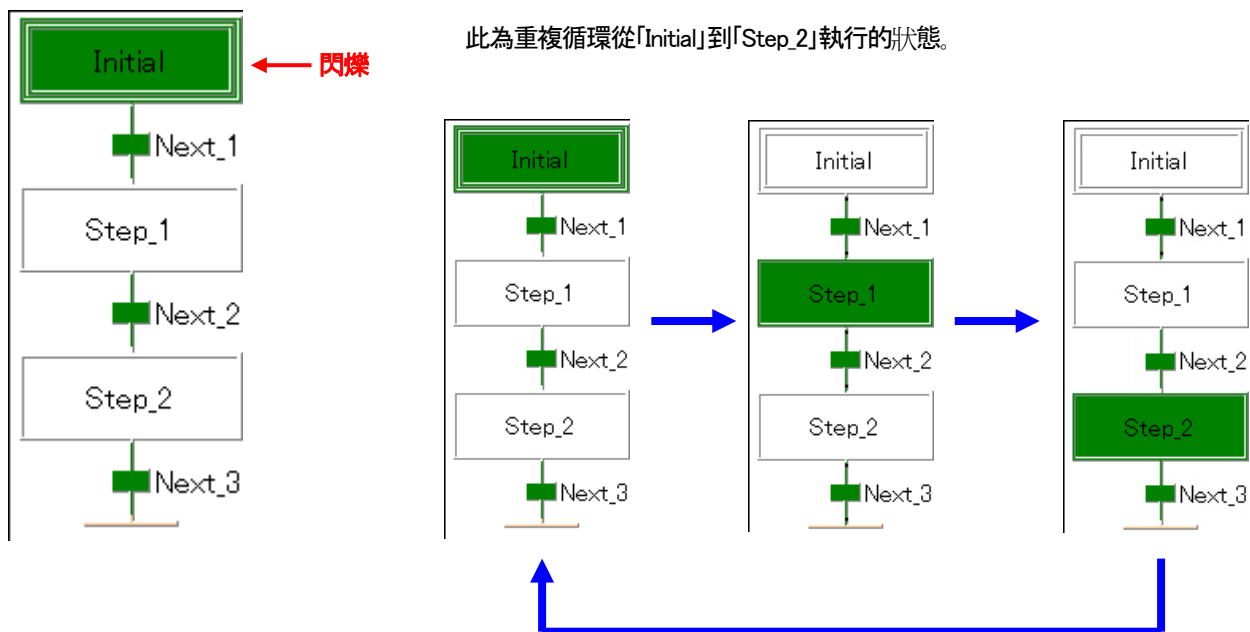 Initial
閃爍
Next_1
Step_1
Next_2
Step_2
Next_3
此為重複循環從「Initial」到「Step_2」執行的狀態。
Initial
Next_1
Step_1
Next_2
Step_2
Next_3
Initial
Next_1
Step_1
Next_2
Step_2
Next_3
Initial
Next_1
Step_1
Next_2
Step_2
Next_3